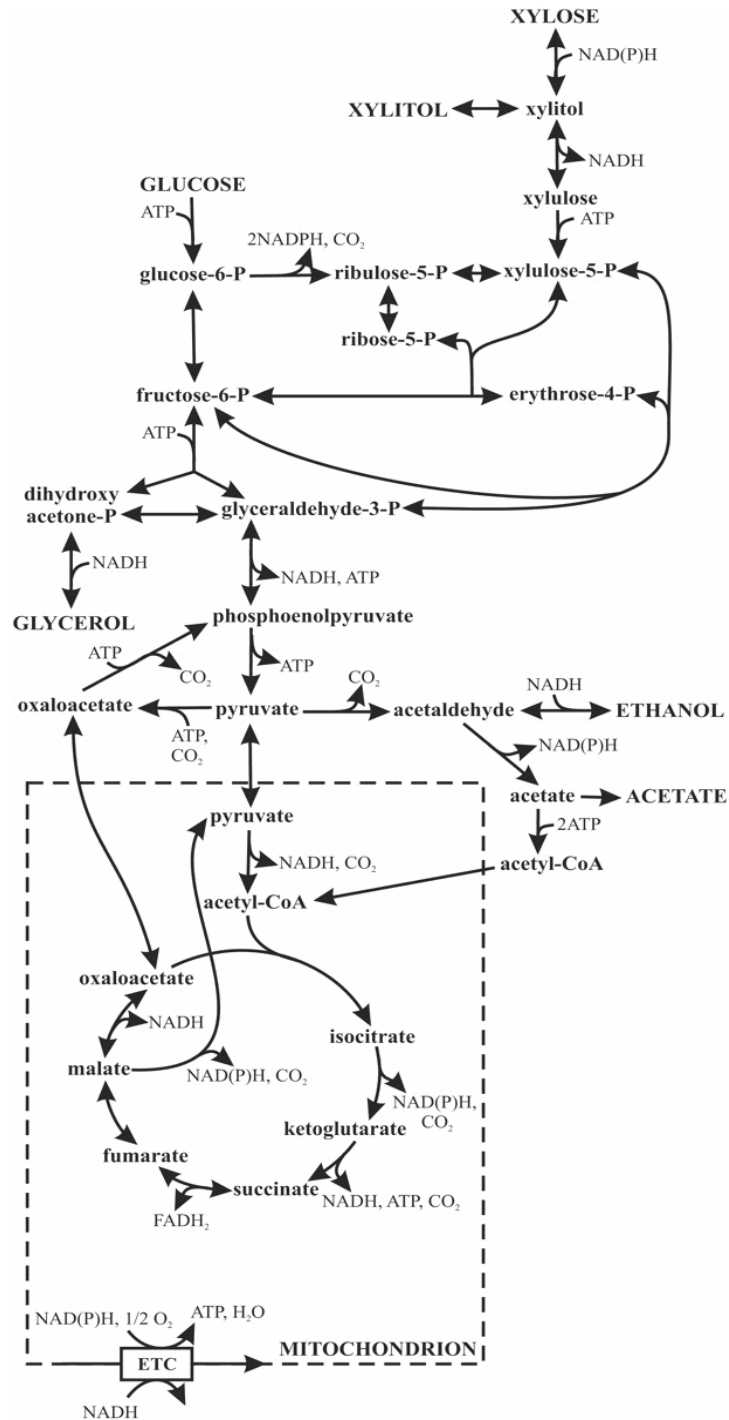 XYLOSE
NAD(P)H
XYLITOL
xylitol
NADH
GLUCOSE
xylulose
ATP
ATP
2NADPH, CO₂
glucose-6-P
ribulose-5-P
xylulose-5-P
ribose-5-P
fructose-6-P
erythrose-4-P
ATP
dihydroxy
acetone-P
glyceraldehyde-3-P
NADH
NADH, ATP
GLYCEROL
phosphoenolpyruvate
ATP
CO₂
ATP
CO₂
NADH
oxaloacetate
pyruvate
acetaldehyde
ETHANOL
ATP,
CO₂
NAD(P)H
acetate
ACETATE
pyruvate
2ATP
NADH, CO₂
acetyl-CoA
acetyl-CoA
oxaloacetate
NADH
isocitrate
malate
NAD(P)H, CO₂
NAD(P)H,
CO₂
ketoglutarate
fumarate
succinate
NADH, ATP, CO₂
FADH₂
NAD(P)H, 1/2 O₂
ATP, H₂O
MITOCHONDRION
ETC
NADH